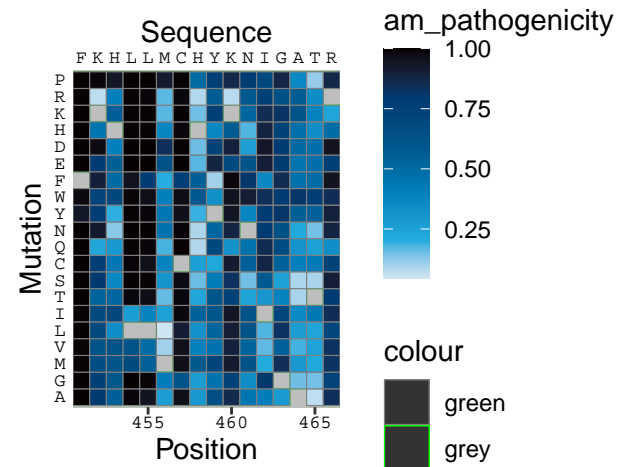 Sequence
F K H L L M C H Y K N I G A T R
Mutation
P
R
K
H
D
E
F
W
Y
N
Q
C
S
T
I
L
V
M
G
A
455 460 465
Position
am_pathogenicity
1.00
0.75
0.50
0.25
colour
green
grey